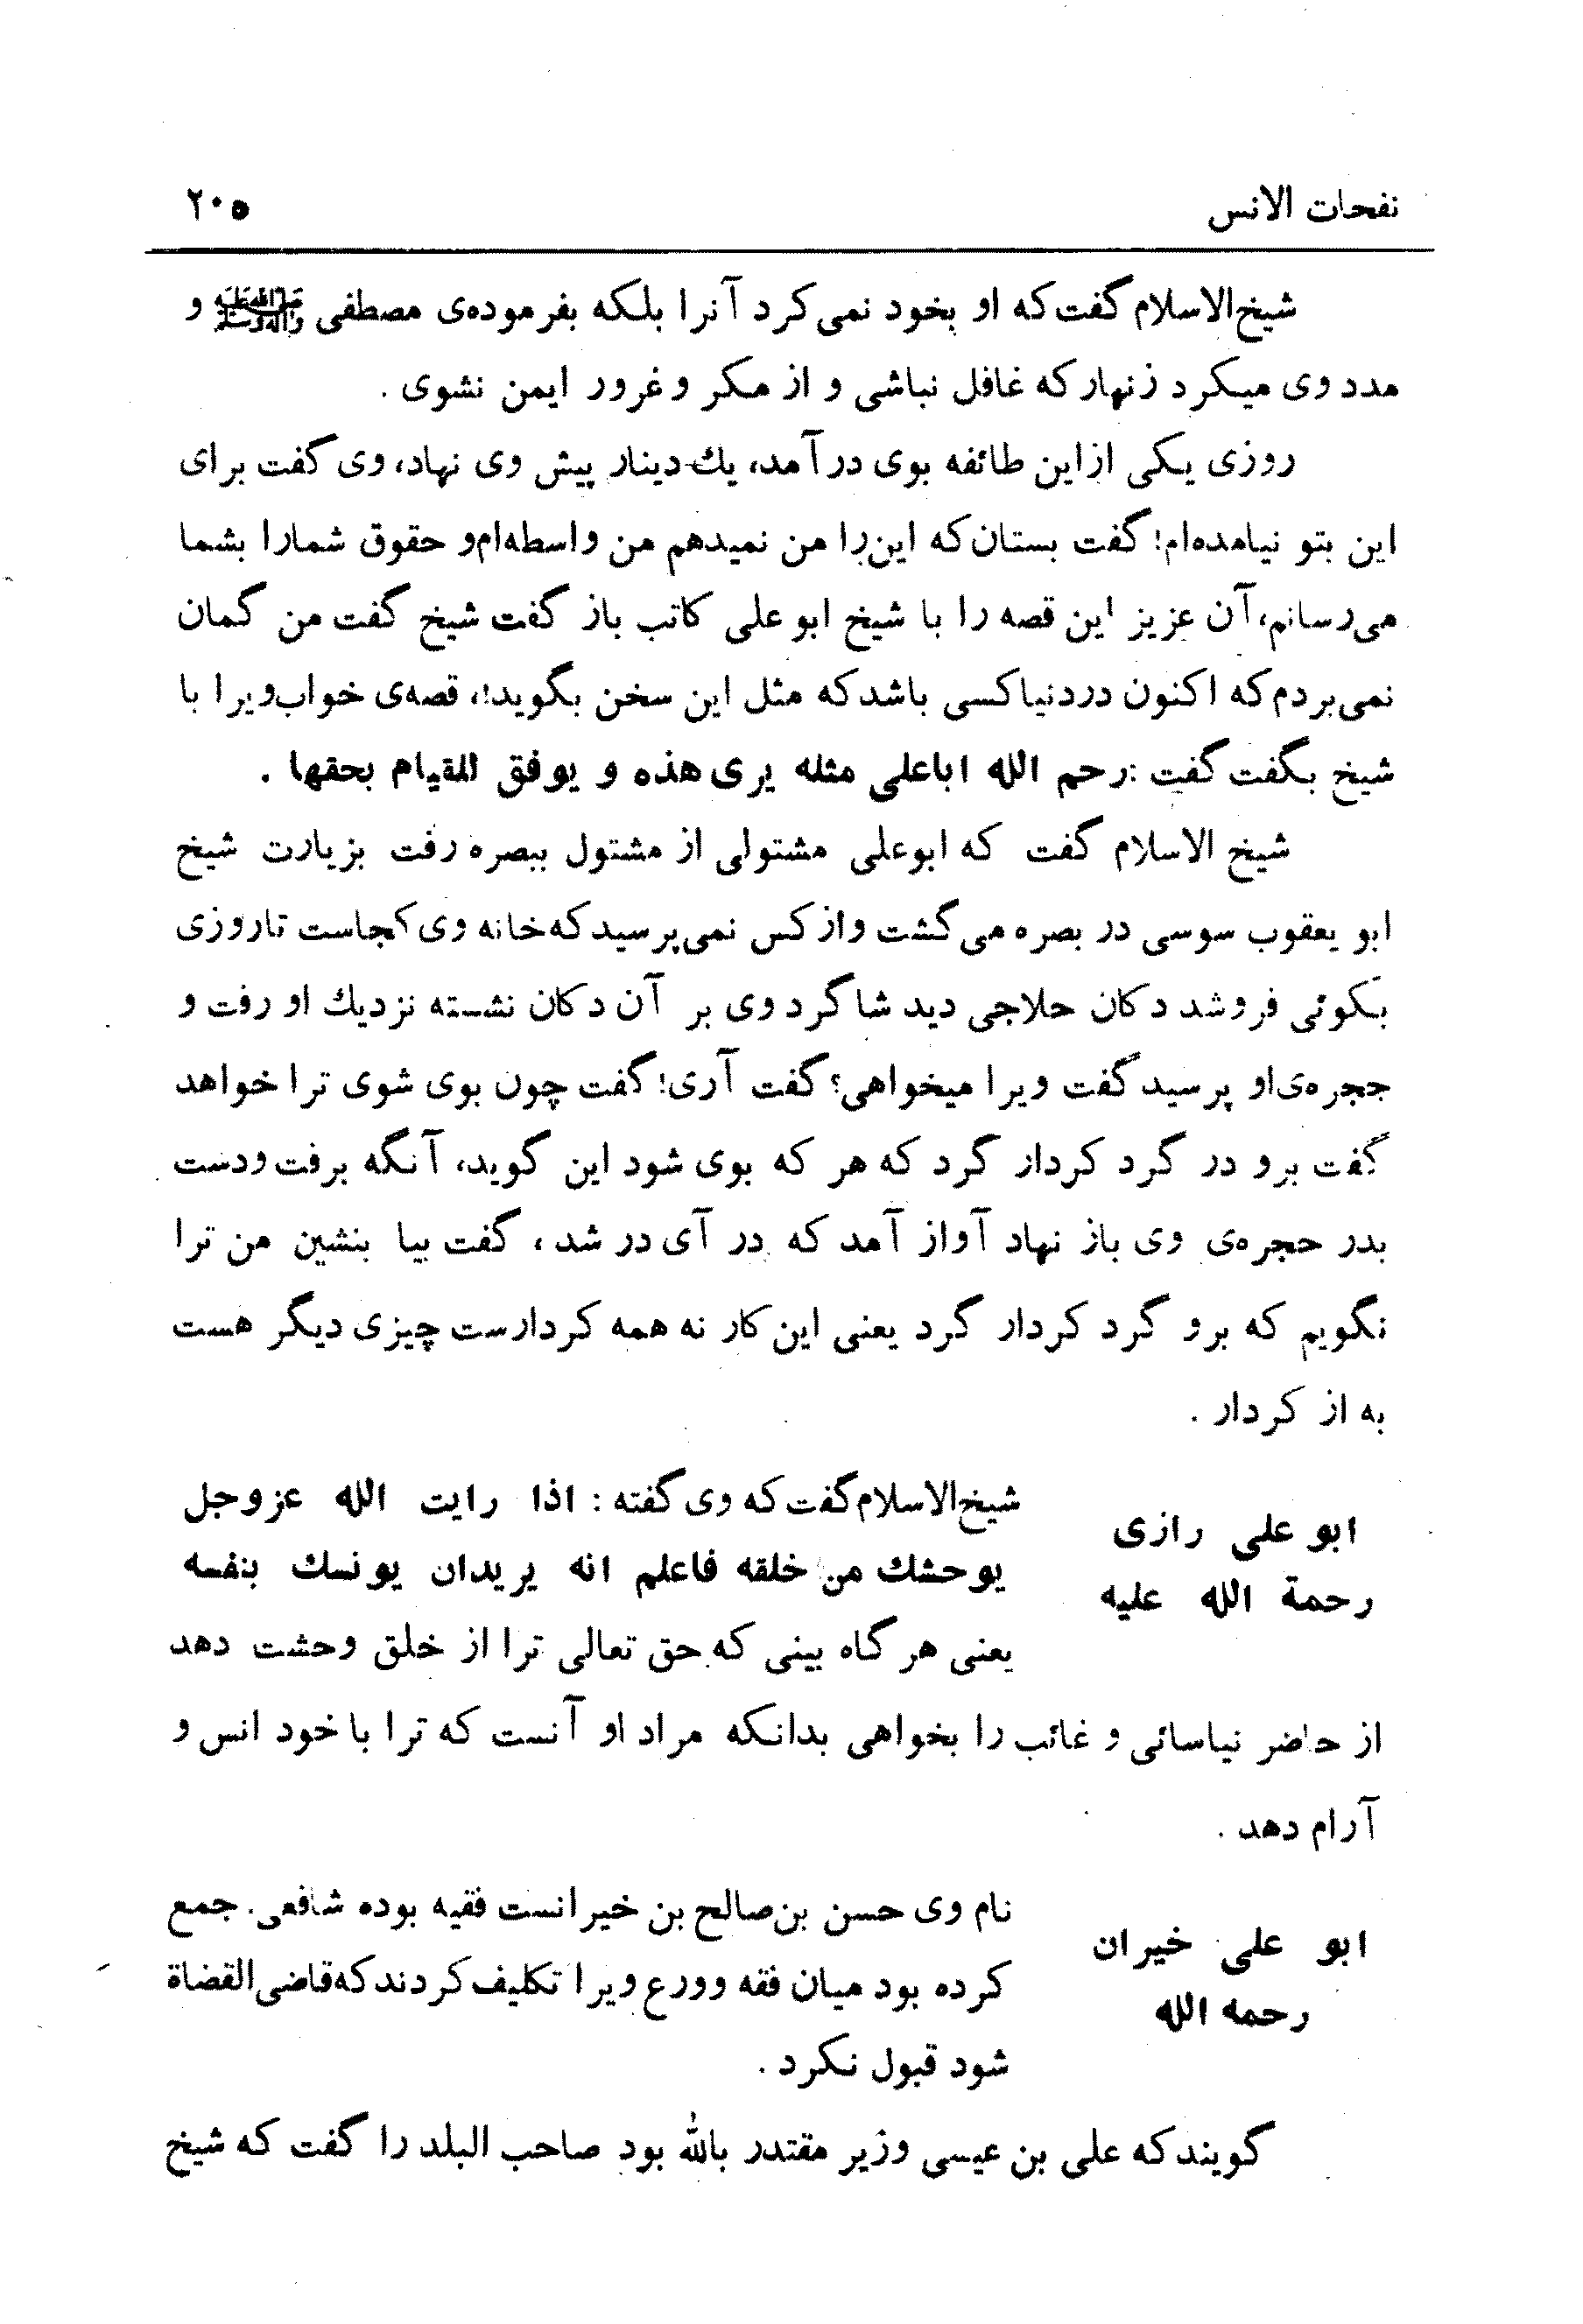 نفحات الانس ۲۰۵
شیخ‌الاسلام گفت که او بخود نمی‌کرد آنرا بلکه بفرموده‌ی مصطفی صلی الله علیه وآله وسلم و
مدد وی میکرد زنهار که غافل نباشی و از مکر و غرور ایمن نشوی .
روزی یکی از این طائفه بوی در آمد، یك دینار پیش وی نهاد، وی گفت برای
این بتو نیامده‌ام؛ گفت بستان که این را من نمیدهم من واسطه‌ام و حقوق شمارا بشما
می‌رسانم، آن عزیز این قصه را با شیخ ابو علی کاتب باز گفت شیخ گفت من گمان
نمی‌بردم که اکنون در دنیا کسی باشد که مثل این سخن بگوید!، قصه‌ی خواب ویرا با
شیخ بگفت گفت :رحم الله اباعلی مثله یری هذه و یوفق للقیام بحقها .
شیخ الاسلام گفت که ابوعلی مشتولی از مشتول ببصره رفت بزیارت شیخ
ابو یعقوب سوسی در بصره می‌گشت و از کس نمی‌پرسید که خانه وی کجاست تا روزی
بکوئی فروشد دکان حلاجی دید شاگرد وی بر آن دکان نشسته نزدیك او رفت و
حجره‌ی او پرسید گفت ویرا میخواهی؟ گفت آری! گفت چون بوی شوی ترا خواهد
گفت برو در گرد کردار گرد که هر که بوی شود این گوید، آنگه برفت ودست
بدر حجره‌ی وی باز نهاد آواز آمد که در آی در شد ، گفت بیا بنشین من ترا
نگویم که برو گرد کردار گرد یعنی این کار نه همه کردارست چیزی دیگر هست
به از کردار .
ابو علی رازی
رحمة الله علیه
شیخ‌الاسلام گفت که وی گفته : اذا رایت الله عزوجل
یوحشك من خلقه فاعلم انه یریدان یونسك بنفسه
یعنی هر گاه بینی که حق تعالی ترا از خلق وحشت دهد
از حاضر نیاسائی و غائب را بخواهی بدانکه مراد او آنست که ترا با خود انس و
آرام دهد .
ابو علی خیران
رحمه الله
نام وی حسن بن صالح بن خیرانست فقیه بوده شافعی. جمع
کرده بود میان فقه وورع ویرا تکلیف کردند که قاضی القضاة
شود قبول نکرد .
گویند که علی بن عیسی وزیر مقتدر بالله بود صاحب البلد را گفت که شیخ